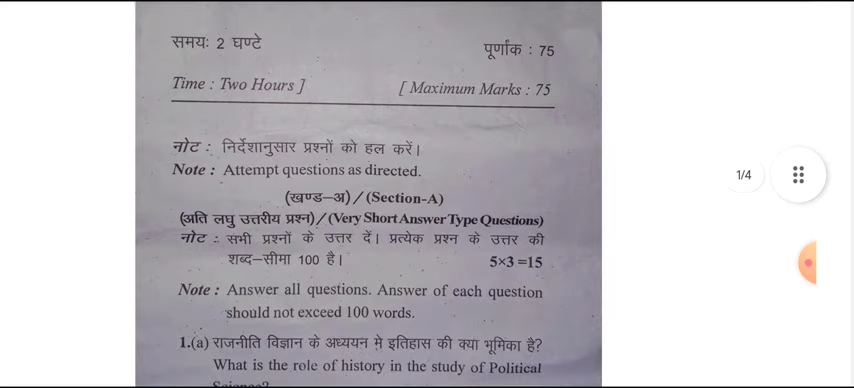 समयः 2 घण्टे
पूर्णांक : 75
Time : Two Hours ]
[ Maximum Marks : 75
नोट : निर्देशानुसार प्रश्नों को हल करें।
Note : Attempt questions as directed.
(खण्ड–अ) / (Section-A)
(अति लघु उत्तरीय प्रश्न) / (Very Short Answer Type Questions)
नोट : सभी प्रश्नों के उत्तर दें। प्रत्येक प्रश्न के उत्तर की
शब्द–सीमा 100 है। 5×3 =15
Note : Answer all questions. Answer of each question
should not exceed 100 words.
1.(a) राजनीति विज्ञान के अध्ययन मे इतिहास की क्या भूमिका है?
What is the role of history in the study of Political
Science?
1/4